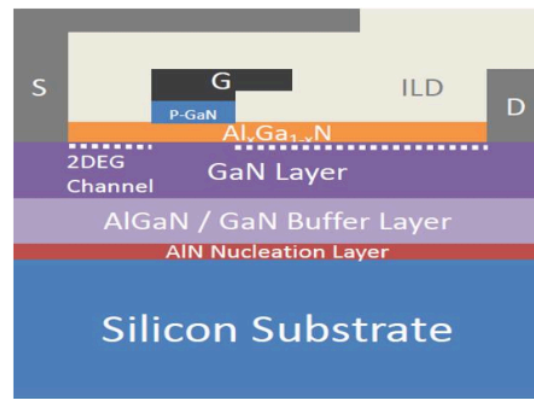 S
G
ILD
D
P-GaN
AlxGa1-xN
2DEG
Channel
GaN Layer
AlGaN / GaN Buffer Layer
AlN Nucleation Layer
Silicon Substrate